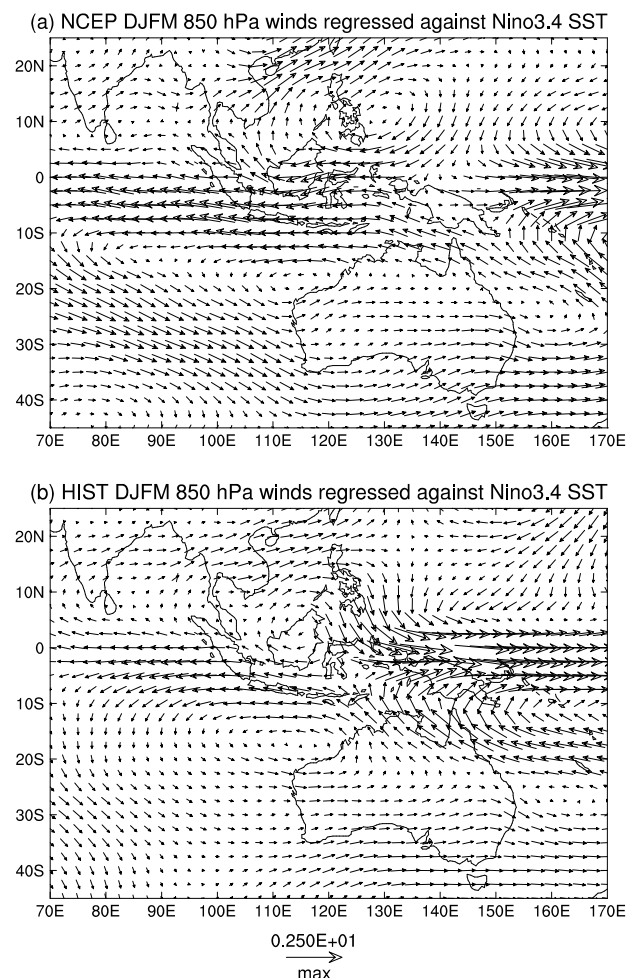 (a) NCEP DJFM 850 hPa winds regressed against Nino3.4 SST
20N
10N
0
10S
20S
30S
40S
70E 80E 90E 100E 110E 120E 130E 140E 150E 160E 170E
(b) HIST DJFM 850 hPa winds regressed against Nino3.4 SST
20N
10N
0
10S
20S
30S
40S
70E 80E 90E 100E 110E 120E 130E 140E 150E 160E 170E
0.250E+01
max